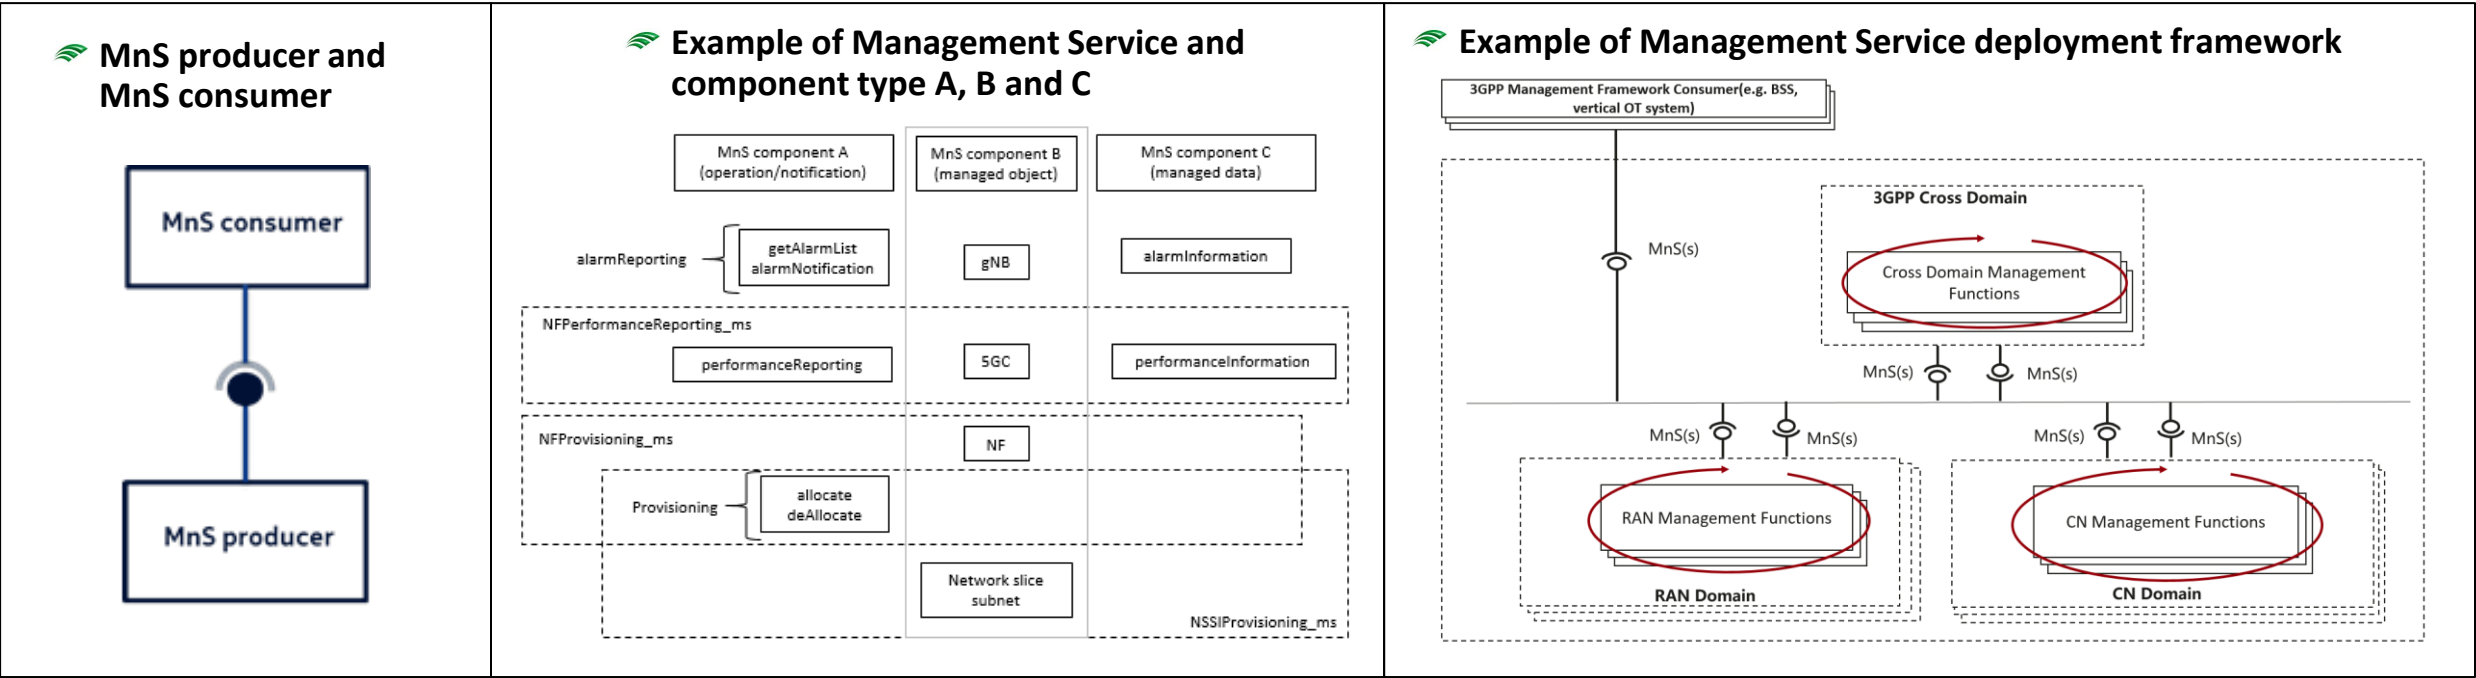 MnS producer and
MnS consumer
MnS consumer
MnS producer
Example of Management Service and
component type A, B and C
MnS component A
(operation/notification)
MnS component B
(managed object)
MnS component C
(managed data)
alarmReporting
getAlarmList
alarmNotification
gNB
alarmInformation
NFPerformanceReporting_ms
performanceReporting
5GC
performanceInformation
NFProvisioning_ms
NF
Provisioning
allocate
deAllocate
Network slice
subnet
NSSIProvisioning_ms
Example of Management Service deployment framework
3GPP Management Framework Consumer(e.g. BSS,
vertical OT system)
MnS(s)
3GPP Cross Domain
Cross Domain Management
Functions
MnS(s)
MnS(s)
MnS(s)
MnS(s)
MnS(s)
MnS(s)
RAN Management Functions
RAN Domain
CN Management Functions
CN Domain